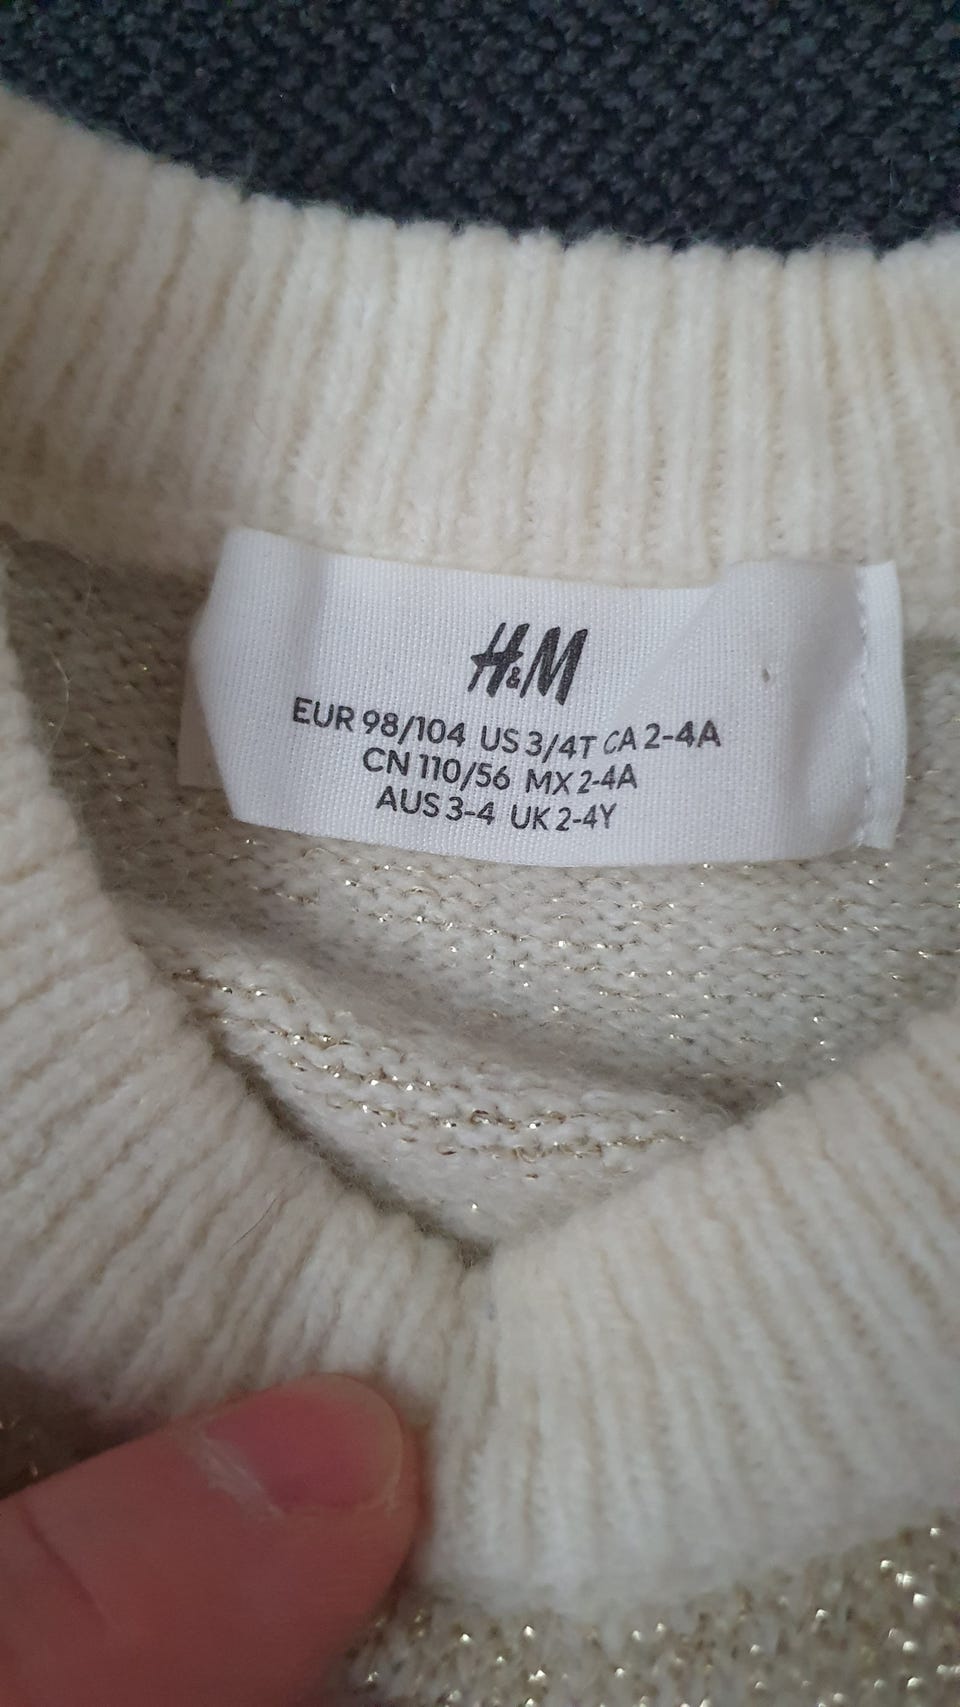 H&M
EUR 98/104 US 3/4T CA 2-4A
CN 110/56 MX 2-4A
AUS 3-4 UK 2-4Y